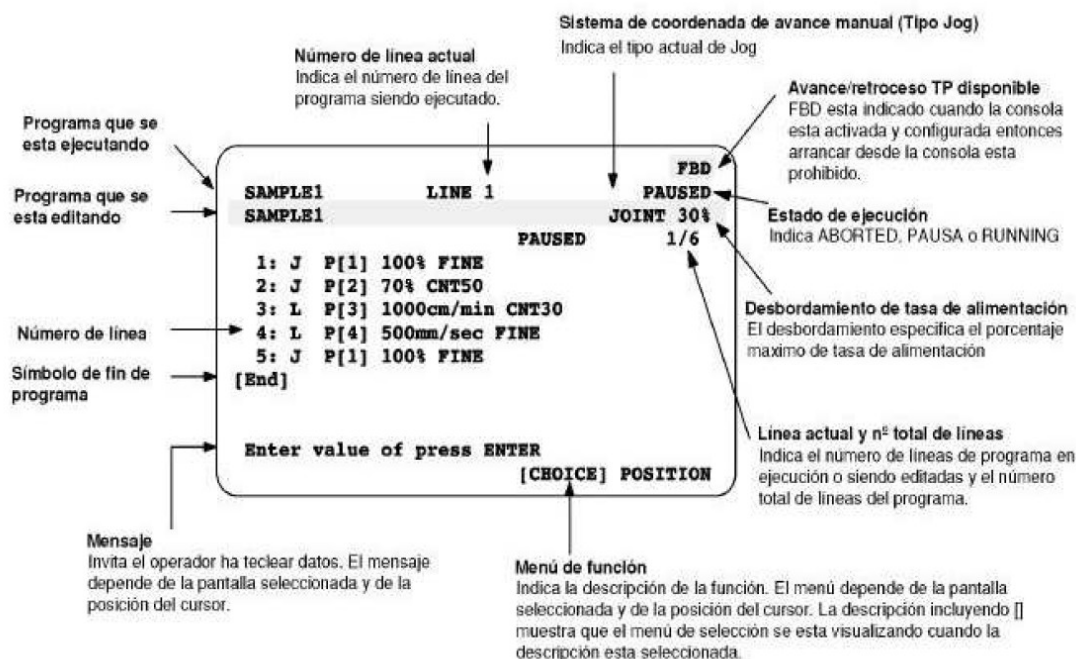 Sistema de coordenada de avance manual (Tipo Jog)
Indica el tipo actual de Jog
Número de línea actual
Indica el número de línea del
programa siendo ejecutado.
Avance/retroceso TP disponible
FBD esta indicado cuando la consola
esta activada y configurada entonces
arrancar desde la consola esta
prohibido.
Programa que se
esta ejecutando
Programa que se
esta editando
FBD
SAMPLE1 LINE 1 PAUSED
SAMPLE1 JOINT 30%
PAUSED 1/6
1: J P[1] 100% FINE
2: J P[2] 70% CNT50
3: L P[3] 1000cm/min CNT30
4: L P[4] 500mm/sec FINE
5: J P[1] 100% FINE
[End]
Enter value of press ENTER
[CHOICE] POSITION
Estado de ejecución
Indica ABORTED, PAUSA o RUNNING
Desbordamiento de tasa de alimentación
El desbordamiento especifica el porcentaje
maximo de tasa de alimentación
Número de línea
Símbolo de fin de
programa
Línea actual y nº total de líneas
Indica el número de líneas de programa en
ejecución o siendo editadas y el número
total de líneas del programa.
Mensaje
Invita el operador ha teclear datos. El mensaje
depende de la pantalla seleccionada y de la
posición del cursor.
Menú de función
Indica la descripción de la función. El menú depende de la pantalla
seleccionada y de la posición del cursor. La descripción incluyendo []
muestra que el menú de selección se esta visualizando cuando la
descripción esta seleccionada.